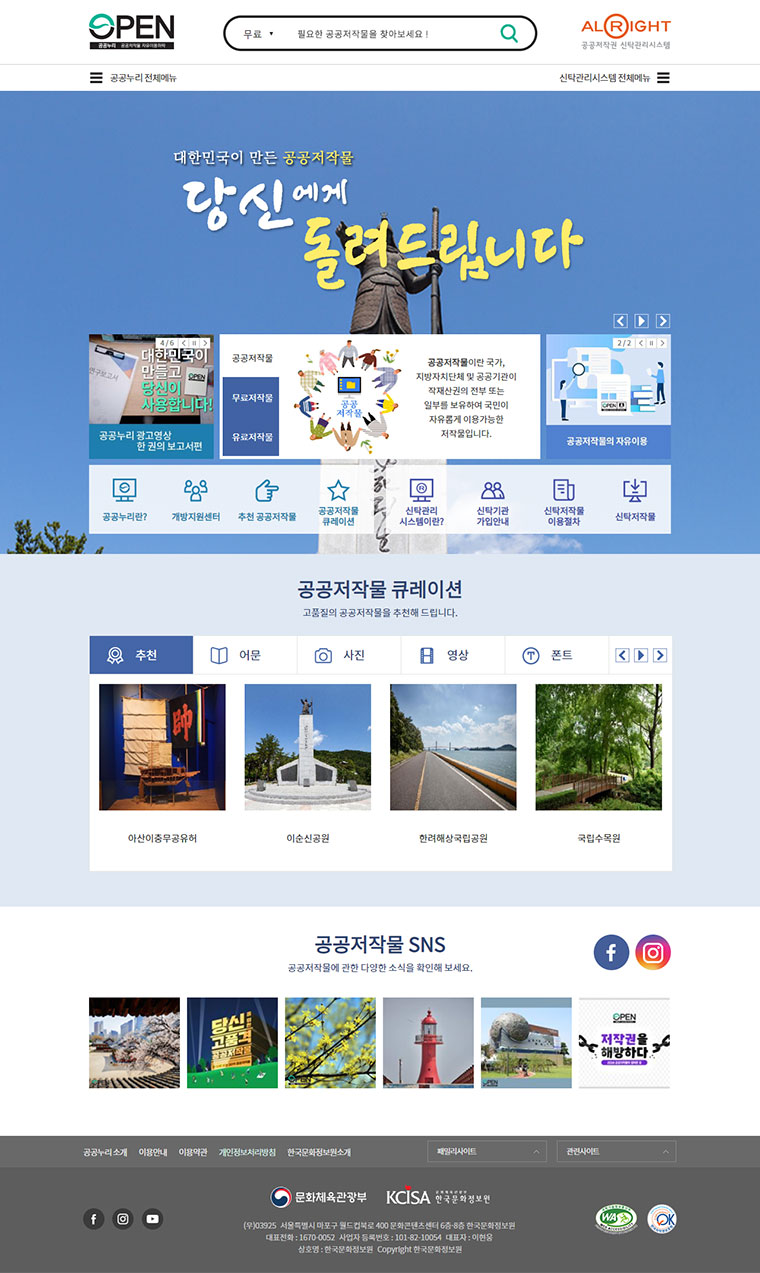 OPEN
공공누리 공공저작물 자유이용허락
무료 ▾ 필요한 공공저작물을 찾아보세요 !
ALRIGHT
공공저작권 신탁관리시스템
공공누리 전체메뉴
신탁관리시스템 전체메뉴
대한민국이 만든 공공저작물
당신에게
돌려드립니다
4 / 6
대한민국이
만들고
당신이
사용합니다!
연구보고서
OPEN
공공누리 광고영상
한 권의 보고서편
공공저작물
무료저작물
유료저작물
공공
저작물
공공저작물이란 국가,
지방자치단체 및 공공기관이
작재산권의 전부 또는
일부를 보유하여 국민이
자유롭게 이용가능한
저작물입니다.
2 / 2
OPEN
공공저작물의 자유이용
공공누리란?
개방지원센터
추천 공공저작물
공공저작물
큐레이션
신탁관리
시스템이란?
신탁기관
가입안내
신탁저작물
이용절차
신탁저작물
공공저작물 큐레이션
고품질의 공공저작물을 추천해 드립니다.
추천
어문
사진
영상
폰트
帥
아산이충무공유허
이순신공원
한려해상국립공원
국립수목원
공공저작물 SNS
공공저작물에 관한 다양한 소식을 확인해 보세요.
당신
고품격
공공저작물
OPEN
저작권을
해방하다
공공누리 소개
이용안내
이용약관
개인정보처리방침
한국문화정보원소개
패밀리사이트
관련사이트
문화체육관광부
KCISA 문화체육관광부 한국문화정보원
(우)03925 서울특별시 마포구 월드컵북로 400 문화콘텐츠센터 6층-8층 한국문화정보원
대표전화 : 1670-0052 사업자 등록번호 : 101-82-10054 대표자 : 이헌웅
상호명 : 한국문화정보원 Copyright 한국문화정보원
WA
OK